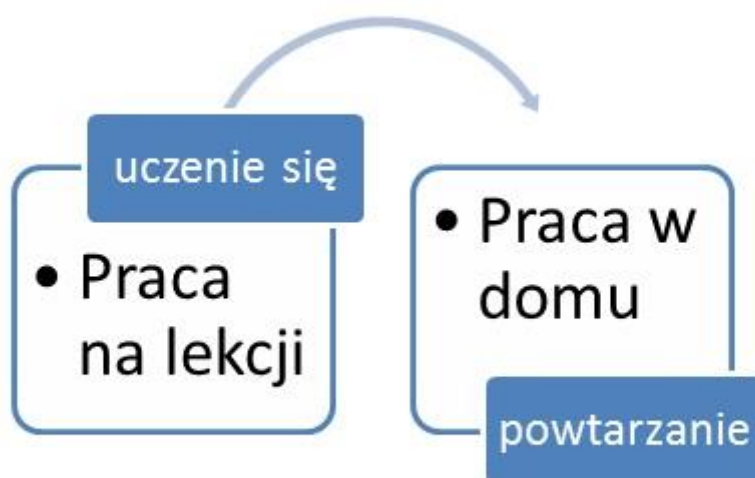 uczenie się
• Praca
na lekcji
• Praca w
domu
powtarzanie